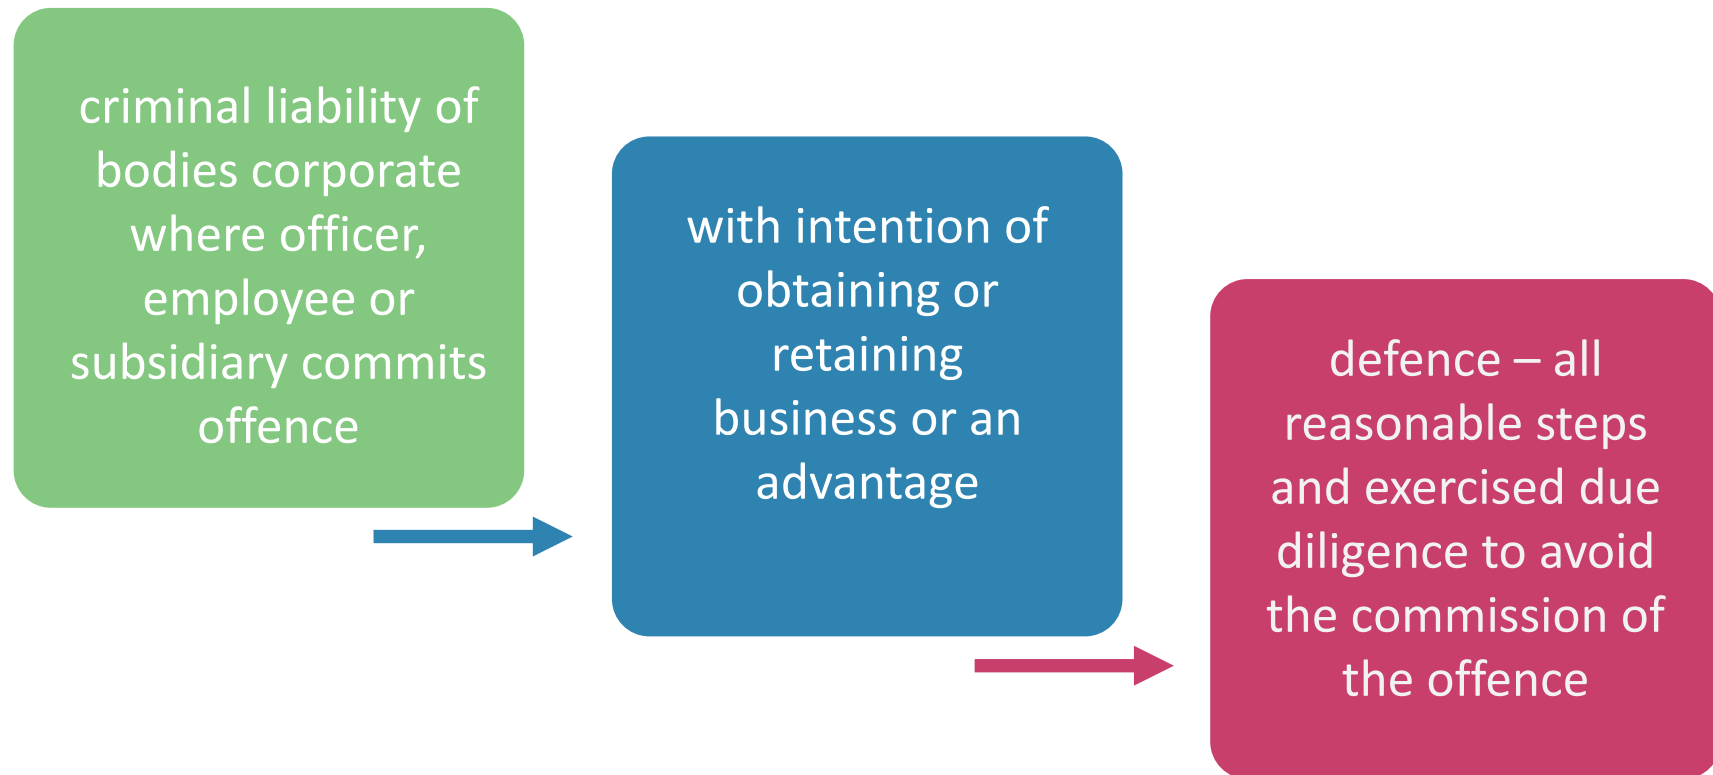 criminal liability of
bodies corporate
where officer,
employee or
subsidiary commits
offence
with intention of
obtaining or
retaining
business or an
advantage
defence – all
reasonable steps
and exercised due
diligence to avoid
the commission of
the offence